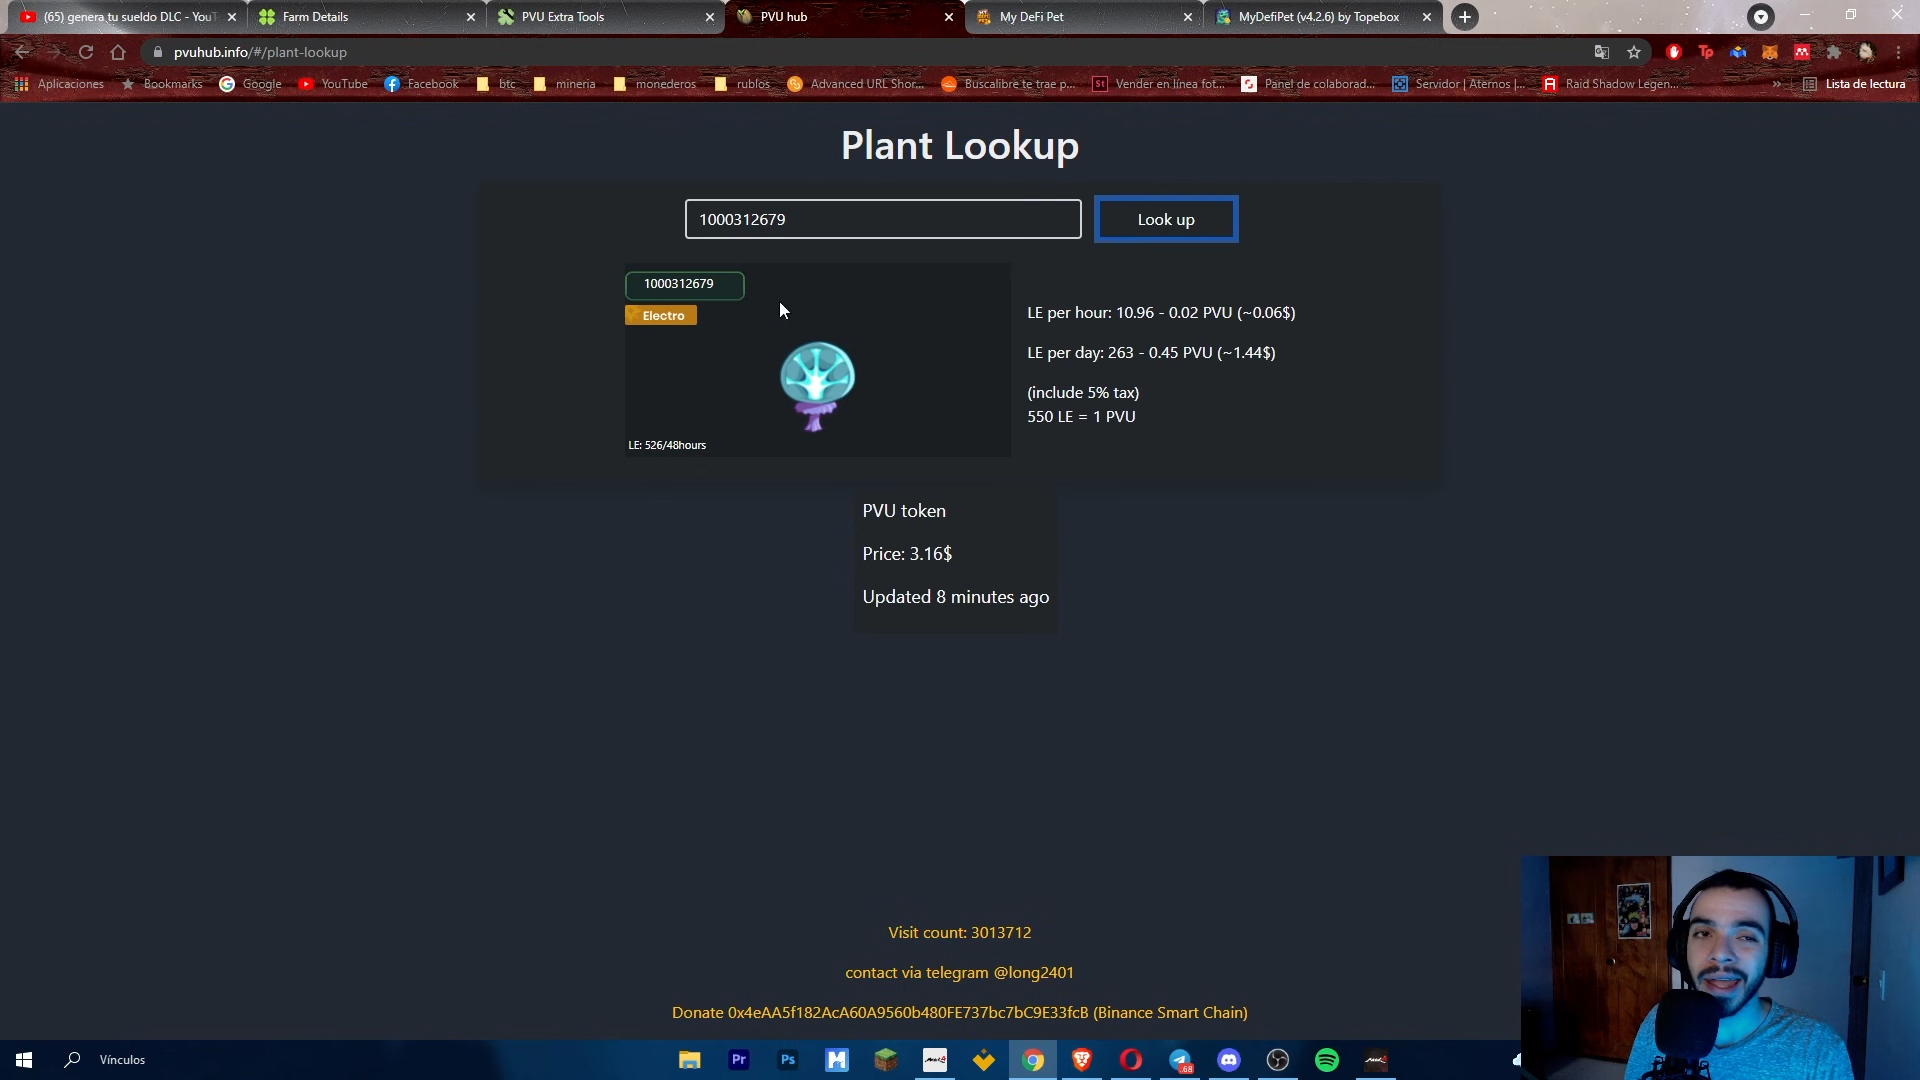 (65) genera tu sueldo DLC - YouT
Farm Details
PVU Extra Tools
PVU hub
My DeFi Pet
MyDefiPet (v4.2.6) by Topebox
pvuhub.info/#/plant-lookup
Aplicaciones
Bookmarks
Google
YouTube
Facebook
btc
mineria
monederos
rublos
Advanced URL Shor...
Buscalibre te trae p...
St
Vender en línea fot...
Panel de colaborad...
Servidor | Aternos |...
Raid Shadow Legen...
»
Lista de lectura
Plant Lookup
1000312679
Look up
1000312679
Electro
LE: 526/48hours
LE per hour: 10.96 - 0.02 PVU (~0.06$)
LE per day: 263 - 0.45 PVU (~1.44$)
(include 5% tax)
550 LE = 1 PVU
PVU token
Price: 3.16$
Updated 8 minutes ago
Visit count: 3013712
contact via telegram @long2401
Donate 0x4eAA5f182AcA60A9560b480FE737bc7bC9E33fcB (Binance Smart Chain)
Vínculos
Pr
Ps
68